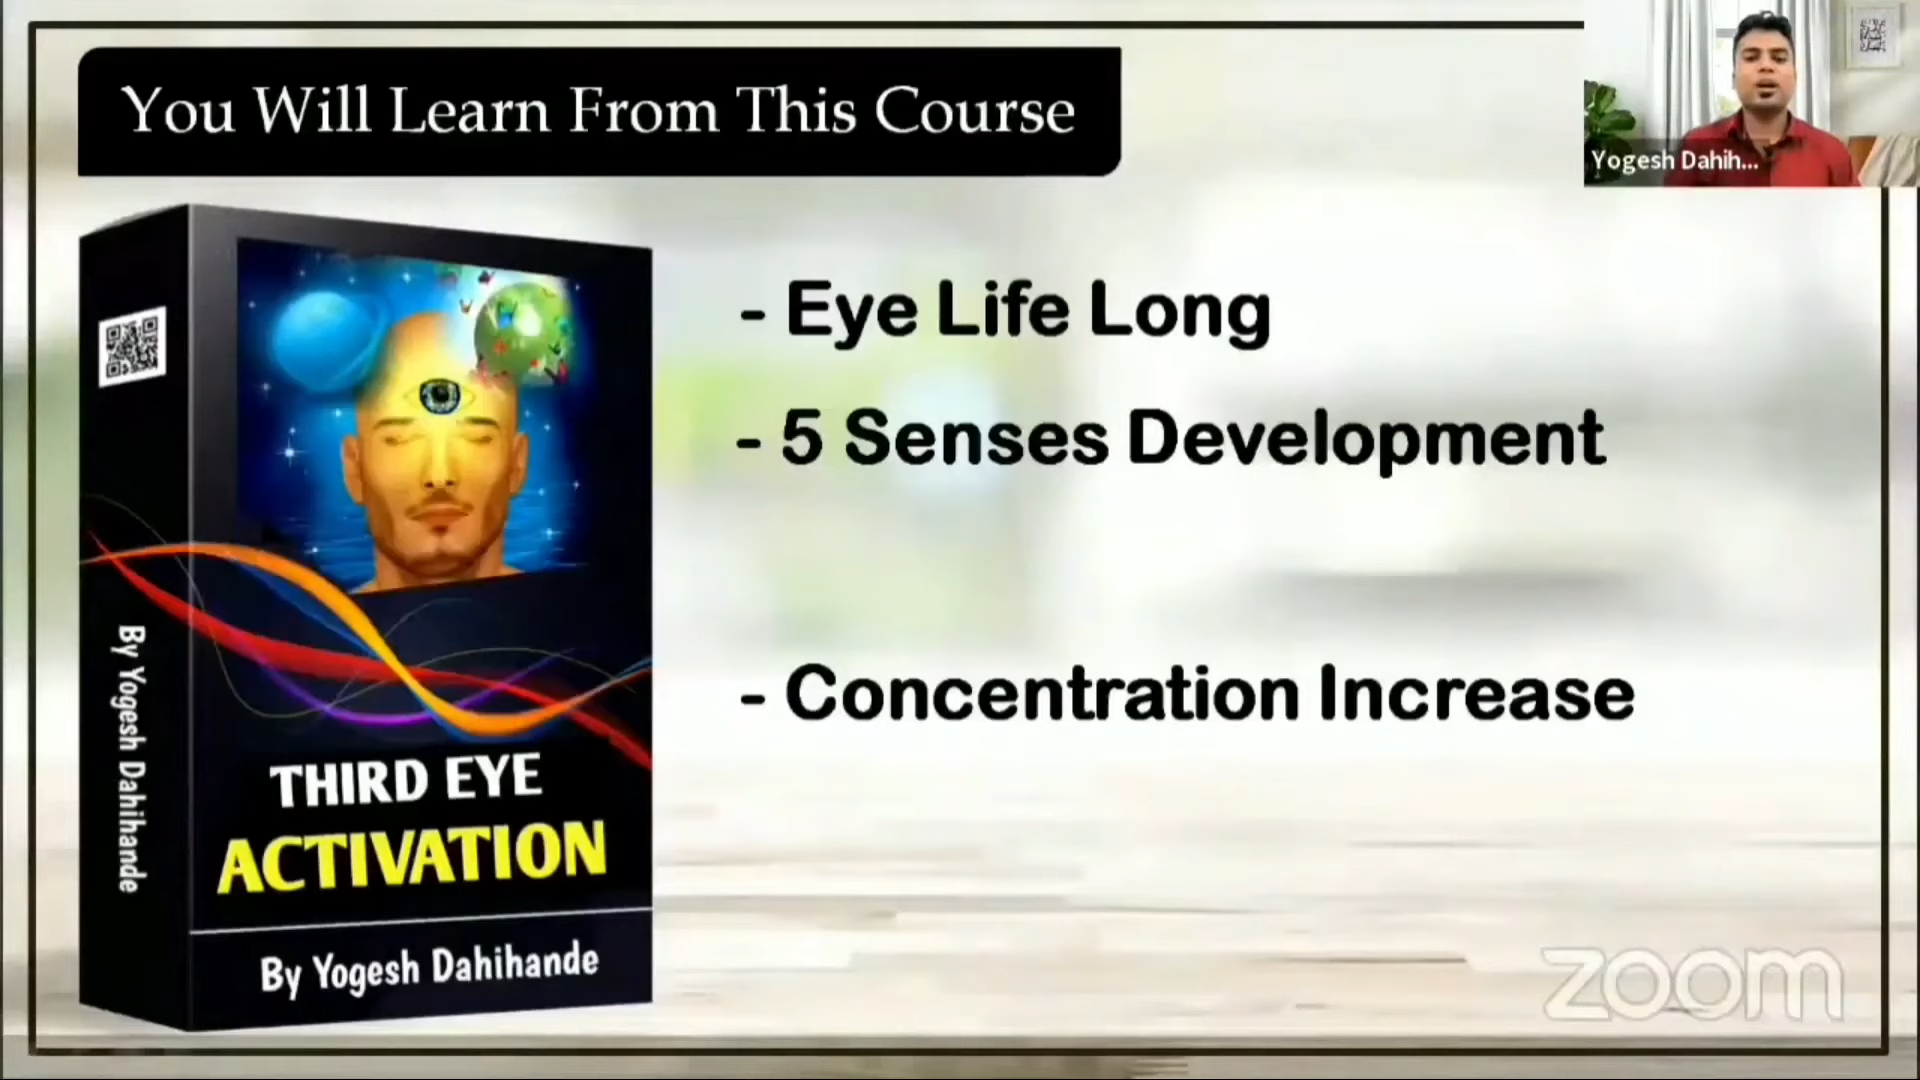 You Will Learn From This Course
Yogesh Dahih...
- Eye Life Long
- 5 Senses Development
- Concentration Increase
By Yogesh Dahihande
THIRD EYE
ACTIVATION
By Yogesh Dahihande
zoom